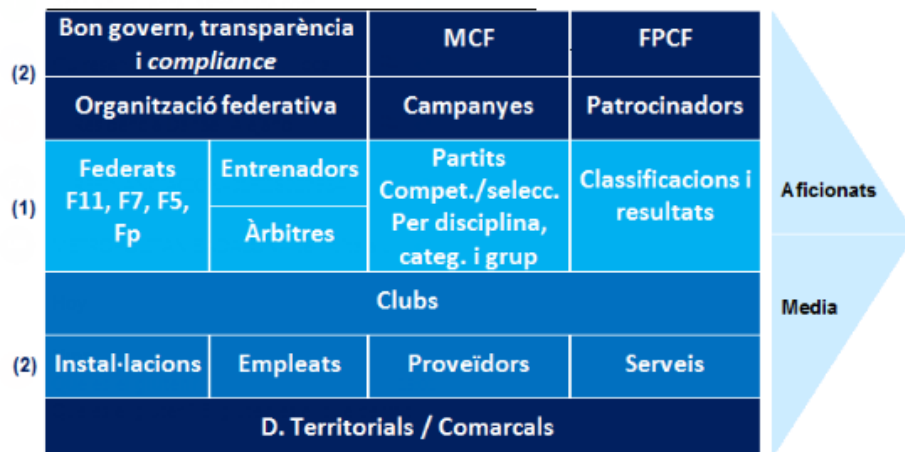 Bon govern, transparència
i compliance
MCF
FPCF
(2)
Organització federativa
Campanyes
Patrocinadors
(1)
Federats
F11, F7, F5,
Fp
Entrenadors
Àrbitres
Partits
Compet./selecc.
Per disciplina,
categ. i grup
Classificacions i
resultats
Aficionats
Clubs
Media
(2)
Instal·lacions
Empleats
Proveïdors
Serveis
D. Territorials / Comarcals